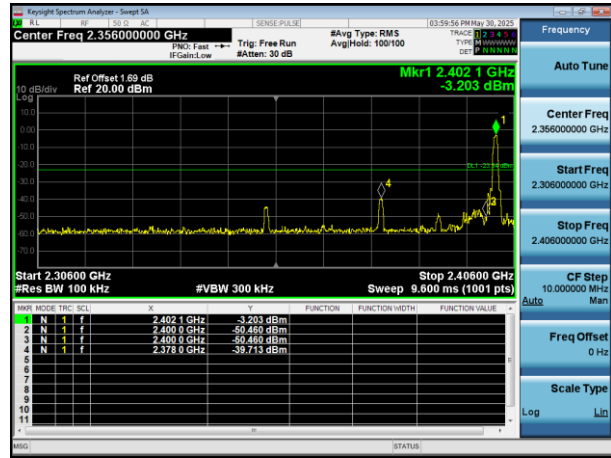 Keysight Spectrum Analyzer - Swept SA
RL RF 50 Ω AC SENSE:PULSE 03:59:56 PM May 30, 2025
Center Freq 2.356000000 GHz #Avg Type: RMS TRACE 1 2 3 4 5 6
PNO: Fast Trig: Free Run Avg|Hold: 100/100 TYPE M WWWWW
IFGain:Low #Atten: 30 dB DET P N N N N N
Ref Offset 1.69 dB Mkr1 2.402 1 GHz
10 dB/div Ref 20.00 dBm -3.203 dBm
Log
10.0
0.00
-10.0
-20.0
-30.0
-40.0
-50.0
-60.0
-70.0
1
4
3
Start 2.30600 GHz Stop 2.40600 GHz
#Res BW 100 kHz #VBW 300 kHz Sweep 9.600 ms (1001 pts)
MKR MODE TRC SCL X Y FUNCTION FUNCTION WIDTH FUNCTION VALUE
1 N 1 f 2.402 1 GHz -3.203 dBm
2 N 1 f 2.400 0 GHz -50.460 dBm
3 N 1 f 2.400 0 GHz -50.460 dBm
4 N 1 f 2.378 0 GHz -39.713 dBm
5
6
7
8
9
10
11
MSG STATUS
Frequency
Auto Tune
Center Freq
2.356000000 GHz
Start Freq
2.306000000 GHz
Stop Freq
2.406000000 GHz
CF Step
10.000000 MHz
Auto Man
Freq Offset
0 Hz
Scale Type
Log Lin